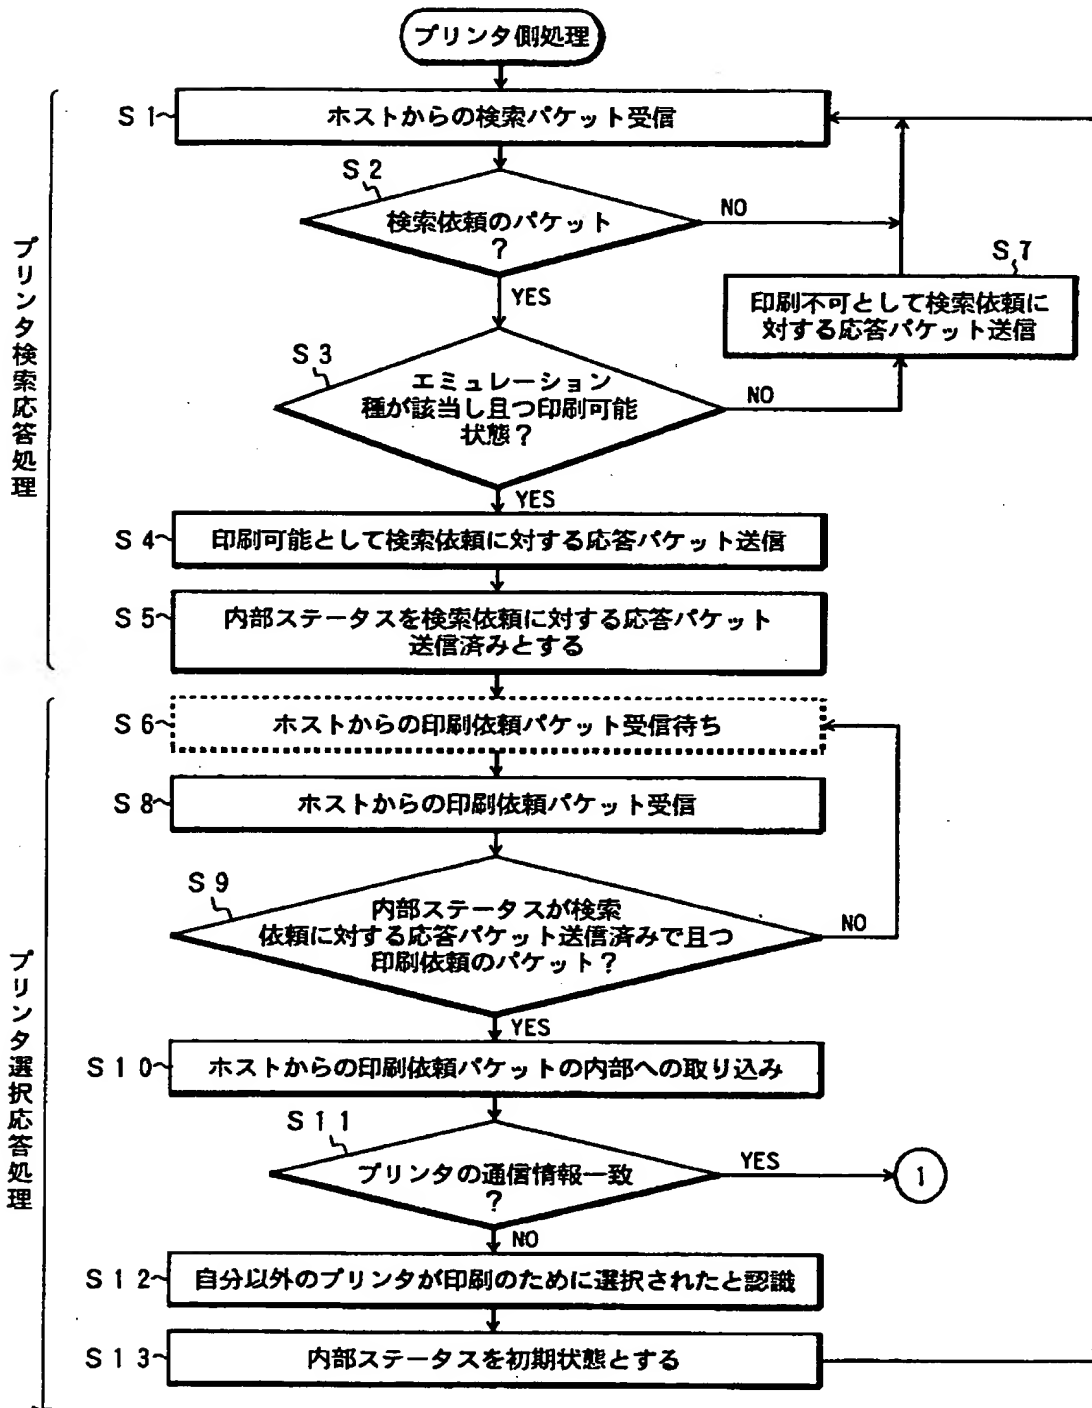 プリンタ側処理
S1
ホストからの検索パケット受信
S2
検索依頼のパケット
?
NO
YES
S7
印刷不可として検索依頼に
対する応答パケット送信
S3
エミュレーション
種が該当し且つ印刷可能
状態?
NO
YES
S4
印刷可能として検索依頼に対する応答パケット送信
S5
内部ステータスを検索依頼に対する応答パケット
送信済みとする
プリンタ検索応答処理
S6
ホストからの印刷依頼パケット受信待ち
S8
ホストからの印刷依頼パケット受信
S9
内部ステータスが検索
依頼に対する応答パケット送信済みで且つ
印刷依頼のパケット?
NO
YES
S10
ホストからの印刷依頼パケットの内部への取り込み
S11
プリンタの通信情報一致
?
YES
1
NO
S12
自分以外のプリンタが印刷のために選択されたと認識
S13
内部ステータスを初期状態とする
プリンタ選択応答処理